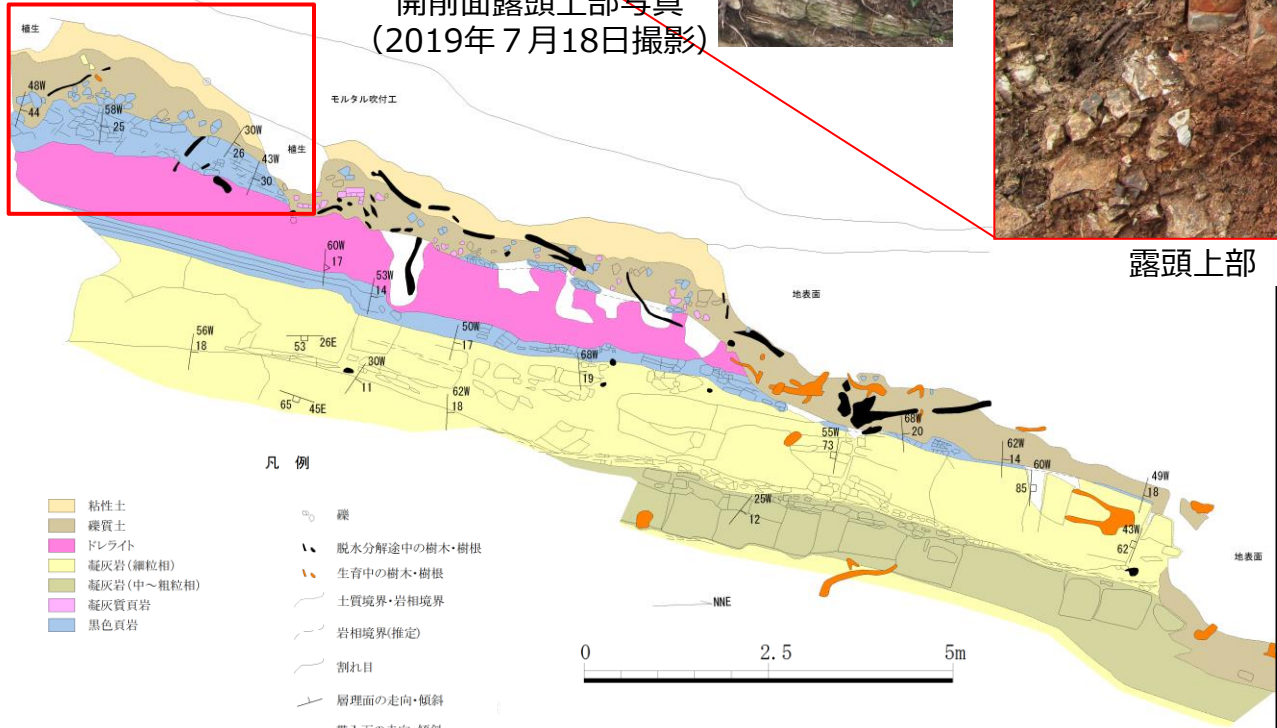 開削面露頭上部写真
（2019年７月18日撮影）
露頭上部
植生
モルタル吹付工
植生
地表面
地表面
48W
44
58W
25
30W
26
43W
30
60W
17
53W
14
50W
17
68W
19
56W
18
53
26E
30W
11
65
45E
62W
18
55W
73
68W
20
62W
14
60W
85
49W
18
43W
62
25W
12
NNE
凡 例
粘性土
礫質土
ドレライト
凝灰岩(細粒相)
凝灰岩(中～粗粒相)
凝灰質頁岩
黒色頁岩
礫
脱水分解途中の樹木・樹根
生育中の樹木・樹根
土質境界・岩相境界
岩相境界(推定)
割れ目
層理面の走向・傾斜
0 2.5 5m